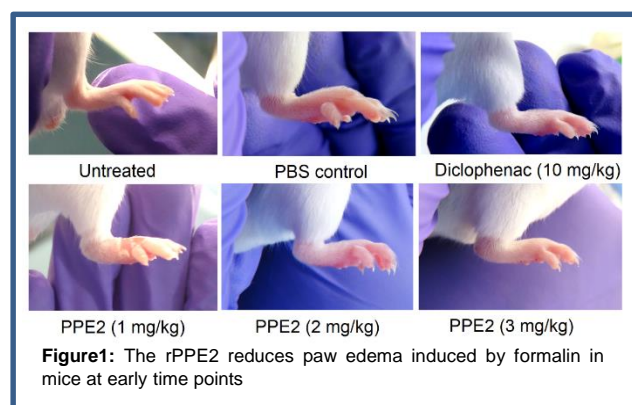 Untreated PBS control Diclophenac (10 mg/kg)
PPE2 (1 mg/kg) PPE2 (2 mg/kg) PPE2 (3 mg/kg)
Figure1: The rPPE2 reduces paw edema induced by formalin in
mice at early time points